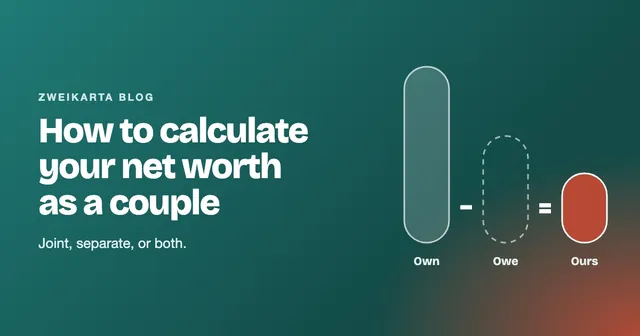 ZWEIKARTA BLOG
How to calculate
your net worth
as a couple
Joint, separate, or both.
- =
Own Owe Ours